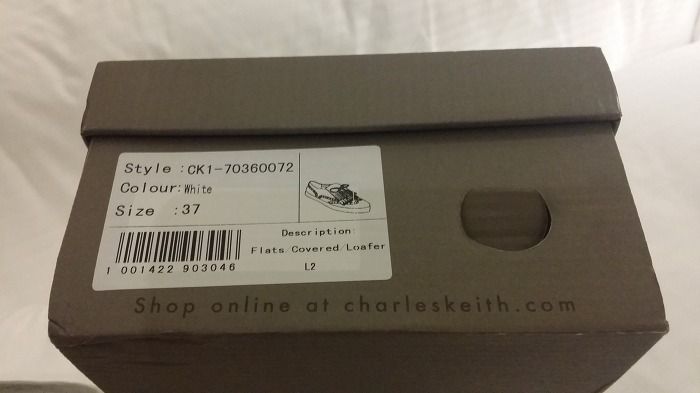 Style :CK1-70360072
Colour:White
Size :37
Description:
Flats/Covered/Loafer
L2
1 001422 903046
Shop online at charleskeith.com